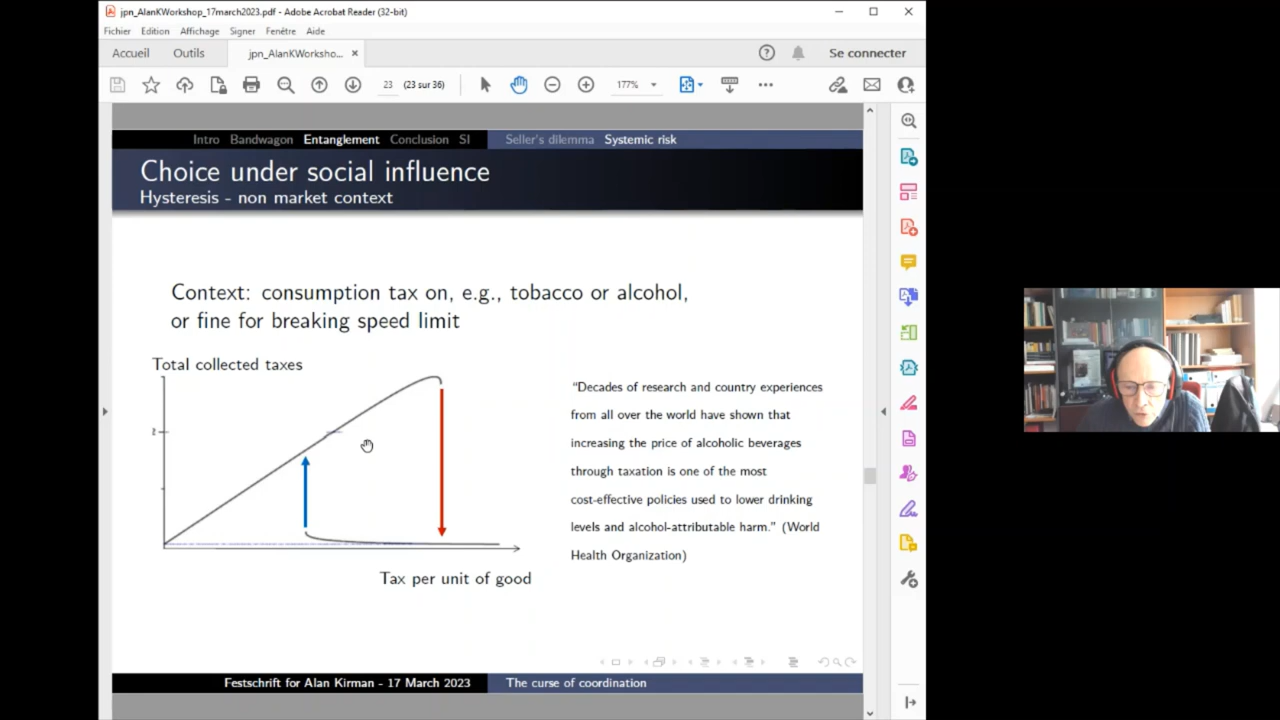 jpn_AlanKWorkshop_17march2023.pdf - Adobe Acrobat Reader (32-bit)
Fichier Edition Affichage Signer Fenêtre Aide
Accueil Outils jpn_AlanKWorksho... Se connecter
23 (23 sur 36) 177%
Intro Bandwagon Entanglement Conclusion SI Seller's dilemma Systemic risk
Choice under social influence
Hysteresis - non market context
Context: consumption tax on, e.g., tobacco or alcohol,
or fine for breaking speed limit
Total collected taxes
Tax per unit of good
“Decades of research and country experiences
from all over the world have shown that
increasing the price of alcoholic beverages
through taxation is one of the most
cost-effective policies used to lower drinking
levels and alcohol-attributable harm.” (World
Health Organization)
Festschrift for Alan Kirman - 17 March 2023 The curse of coordination